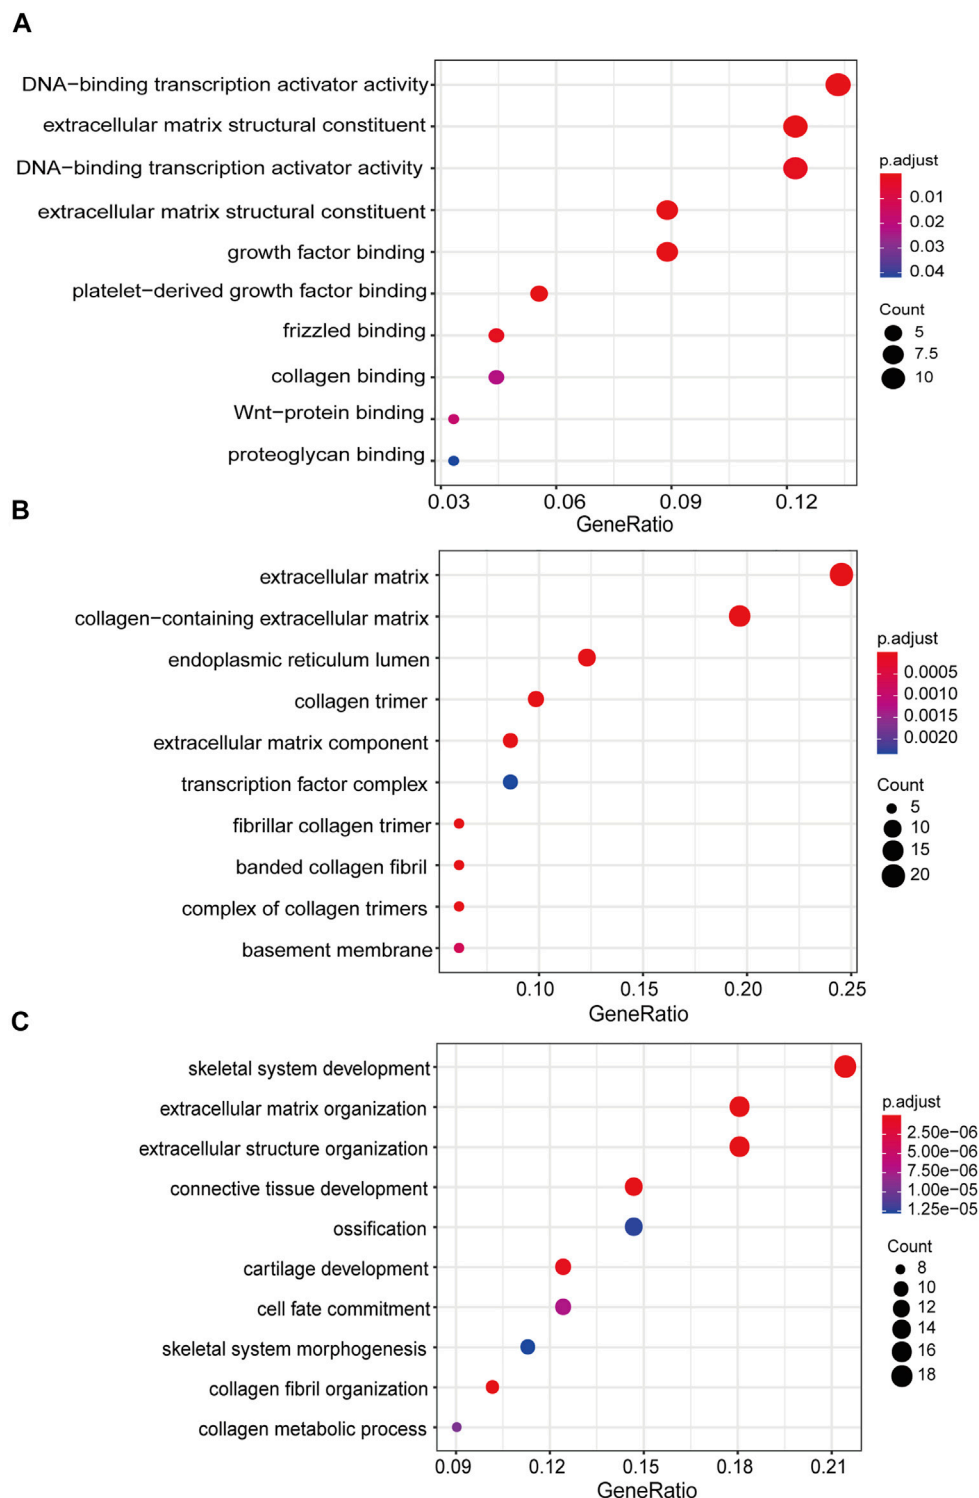 A
DNA−binding transcription activator activity
extracellular matrix structural constituent
DNA−binding transcription activator activity
extracellular matrix structural constituent
growth factor binding
platelet−derived growth factor binding
frizzled binding
collagen binding
Wnt−protein binding
proteoglycan binding
0.03 0.06 0.09 0.12
GeneRatio
p.adjust
0.01
0.02
0.03
0.04
Count
5
7.5
10
B
extracellular matrix
collagen−containing extracellular matrix
endoplasmic reticulum lumen
collagen trimer
extracellular matrix component
transcription factor complex
fibrillar collagen trimer
banded collagen fibril
complex of collagen trimers
basement membrane
0.10 0.15 0.20 0.25
GeneRatio
p.adjust
0.0005
0.0010
0.0015
0.0020
Count
5
10
15
20
C
skeletal system development
extracellular matrix organization
extracellular structure organization
connective tissue development
ossification
cartilage development
cell fate commitment
skeletal system morphogenesis
collagen fibril organization
collagen metabolic process
0.09 0.12 0.15 0.18 0.21
GeneRatio
p.adjust
2.50e−06
5.00e−06
7.50e−06
1.00e−05
1.25e−05
Count
8
10
12
14
16
18